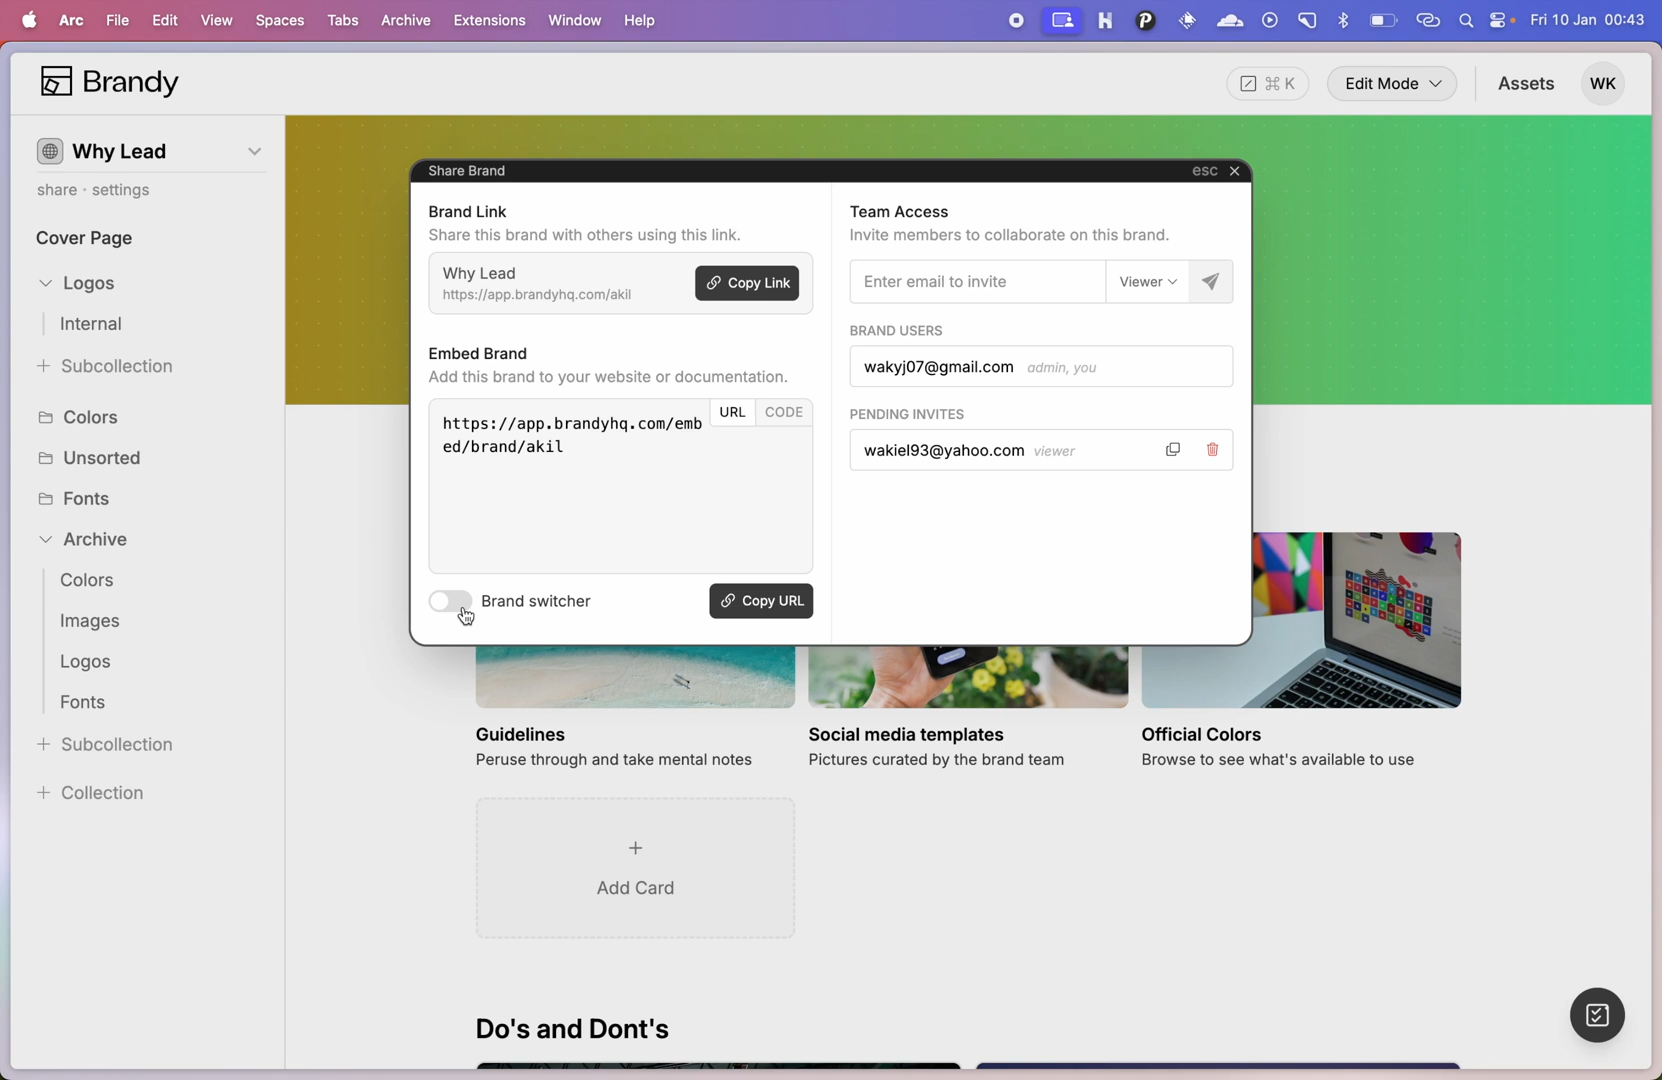 Arc File Edit View Spaces Tabs Archive Extensions Window Help Fri 10 Jan 00:43
Brandy
⌘ K
Edit Mode
Assets
WK
Why Lead
share · settings
Cover Page
Logos
Internal
+ Subcollection
Colors
Unsorted
Fonts
Archive
Colors
Images
Logos
Fonts
+ Subcollection
+ Collection
Share Brand
esc
Brand Link
Share this brand with others using this link.
Why Lead
https://app.brandyhq.com/akil
Copy Link
Embed Brand
Add this brand to your website or documentation.
URL CODE
https://app.brandyhq.com/emb
ed/brand/akil
Brand switcher
Copy URL
Team Access
Invite members to collaborate on this brand.
Enter email to invite
Viewer
BRAND USERS
wakyj07@gmail.com admin, you
PENDING INVITES
wakiel93@yahoo.com viewer
Guidelines
Peruse through and take mental notes
Social media templates
Pictures curated by the brand team
Official Colors
Browse to see what's available to use
+
Add Card
Do's and Dont's